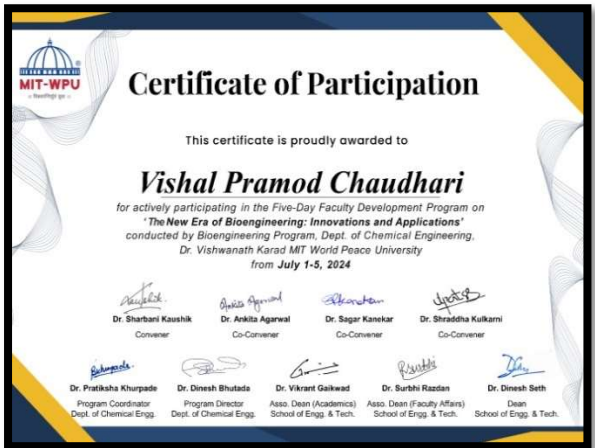 MIT-WPU
Certificate of Participation
This certificate is proudly awarded to
Vishal Pramod Chaudhari
for actively participating in the Five-Day Faculty Development Program on
'The New Era of Bioengineering: Innovations and Applications'
conducted by Bioengineering Program, Dept. of Chemical Engineering,
Dr. Vishwanath Karad MIT World Peace University
from July 1-5, 2024
Dr. Sharbani Kaushik Dr. Ankita Agarwal Dr. Sagar Kanekar Dr. Shraddha Kulkarni
Convener Co-Convener Co-Convener Co-Convener
Dr. Pratiksha Khurpade Dr. Dinesh Bhutada Dr. Vikrant Gaikwad Dr. Surbhi Razdan Dr. Dinesh Seth
Program Coordinator Program Director Asso. Dean (Academics) Asso. Dean (Faculty Affairs) Dean
Dept. of Chemical Engg. Dept. of Chemical Engg. School of Engg. & Tech. School of Engg. & Tech. School of Engg. & Tech.